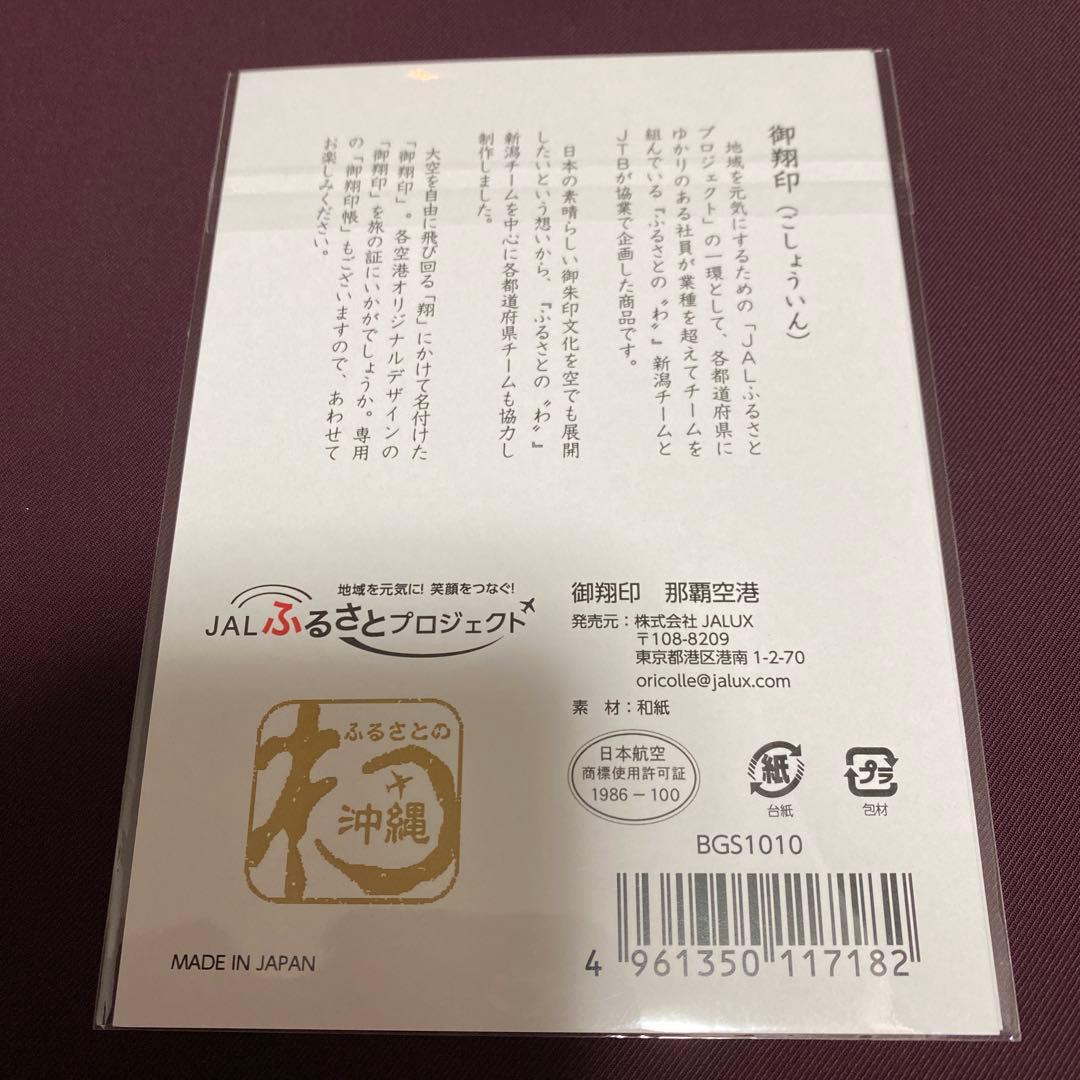 御翔印(ごしょういん)
地域を元気にするための「JALふるさと
プロジェクト」の一環として、各都道府県に
ゆかりのある社員が業種を超えてチームを
組んでいる『ふるさとの〝わ〟』新潟チームと
JTBが協業で企画した商品です。
日本の素晴らしい御朱印文化を空でも展開
したいという想いから、『ふるさとの〝わ〟』
新潟チームを中心に各都道府県チームも協力し
制作しました。
大空を自由に飛び回る「翔」にかけて名付けた
「御翔印」。各空港オリジナルデザインの
「御翔印」を旅の証にいかがでしょうか。専用
の「御翔印帳」もございますので、あわせて
お楽しみください。
地域を元気に! 笑顔をつなぐ!
JALふるさとプロジェクト
ふるさとの
わ
沖縄
MADE IN JAPAN
御翔印 那覇空港
発売元:株式会社 JALUX
〒108-8209
東京都港区港南 1-2-70
oricolle@jalux.com
素 材:和紙
日本航空
商標使用許可証
1986-100
紙
台紙
プラ
包材
BGS1010
4 961350 117182